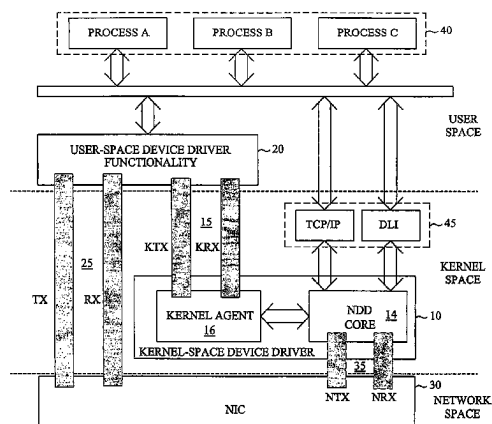 PROCESS A
PROCESS B
PROCESS C
40
USER
SPACE
USER-SPACE DEVICE DRIVER
FUNCTIONALITY
20
TCP/IP
DLI
45
KTX
15
KRX
TX
25
RX
KERNEL
SPACE
KERNEL AGENT
16
NDD
CORE
14
10
KERNEL-SPACE DEVICE DRIVER
35
NTX
NRX
30
NIC
NETWORK
SPACE